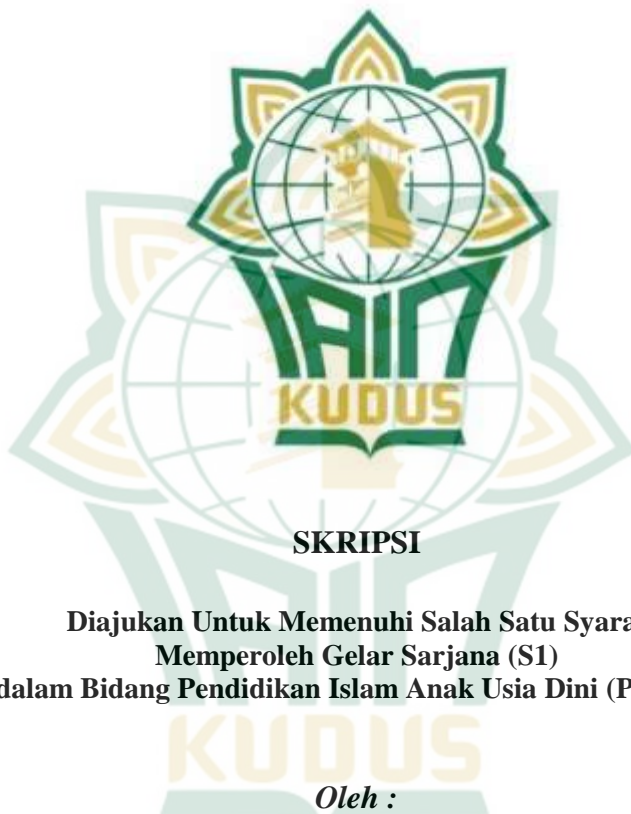 IAIN
KUDUS
SKRIPSI
Diajukan Untuk Memenuhi Salah Satu Syara
Memperoleh Gelar Sarjana (S1)
dalam Bidang Pendidikan Islam Anak Usia Dini (P
Oleh :